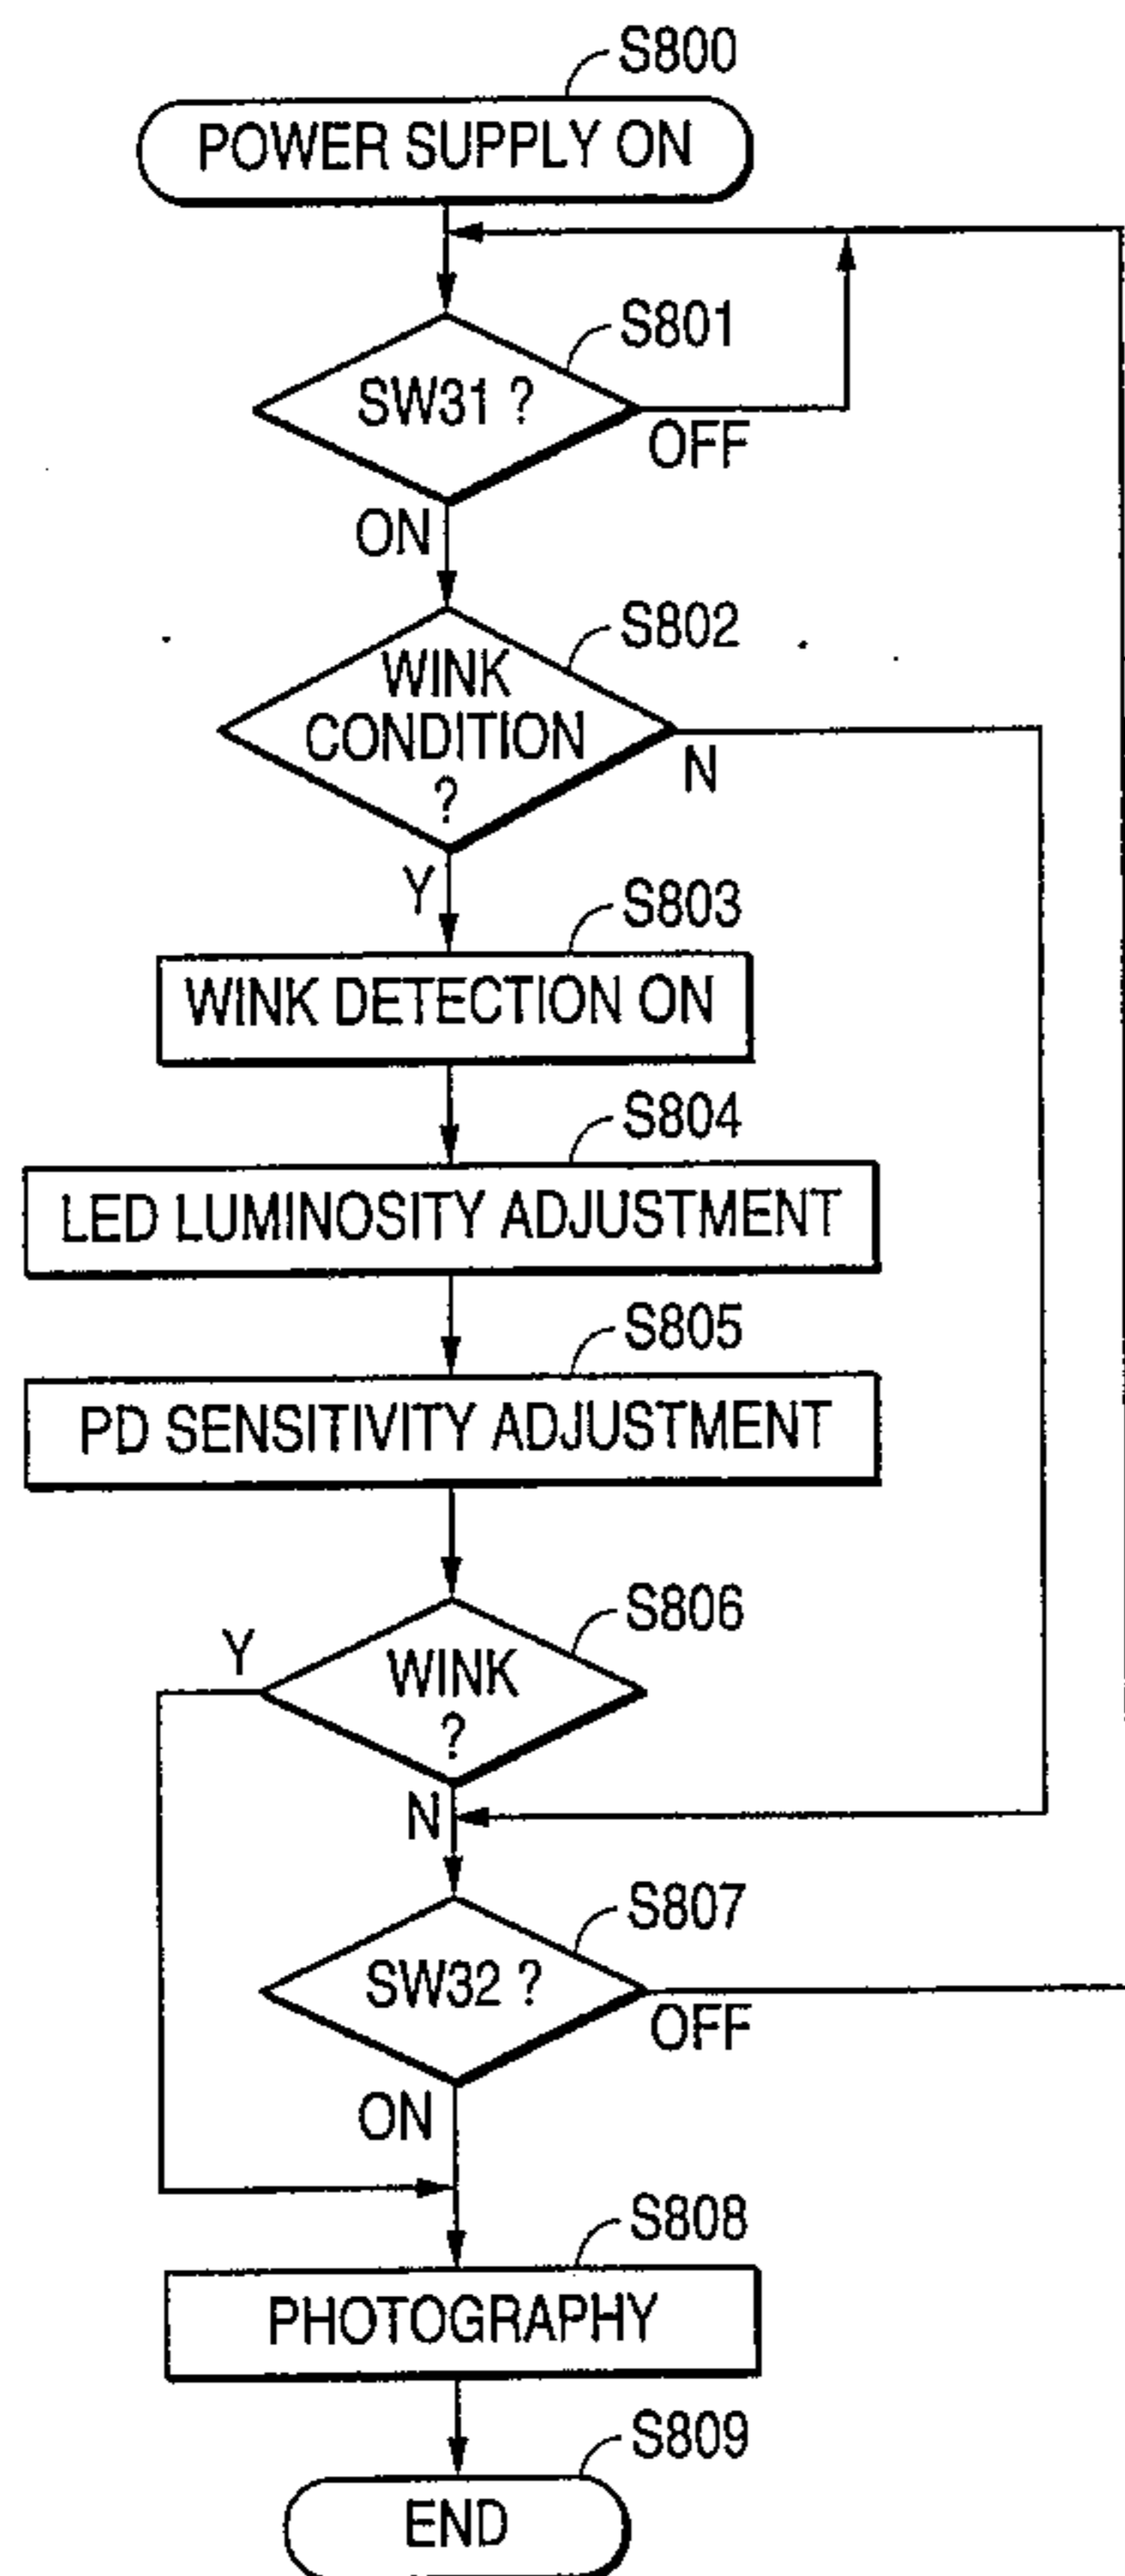 S800
POWER SUPPLY ON
S801
SW31 ?
OFF
ON
S802
WINK
CONDITION
?
N
Y
S803
WINK DETECTION ON
S804
LED LUMINOSITY ADJUSTMENT
S805
PD SENSITIVITY ADJUSTMENT
S806
Y
WINK
?
N
S807
SW32 ?
OFF
ON
S808
PHOTOGRAPHY
S809
END